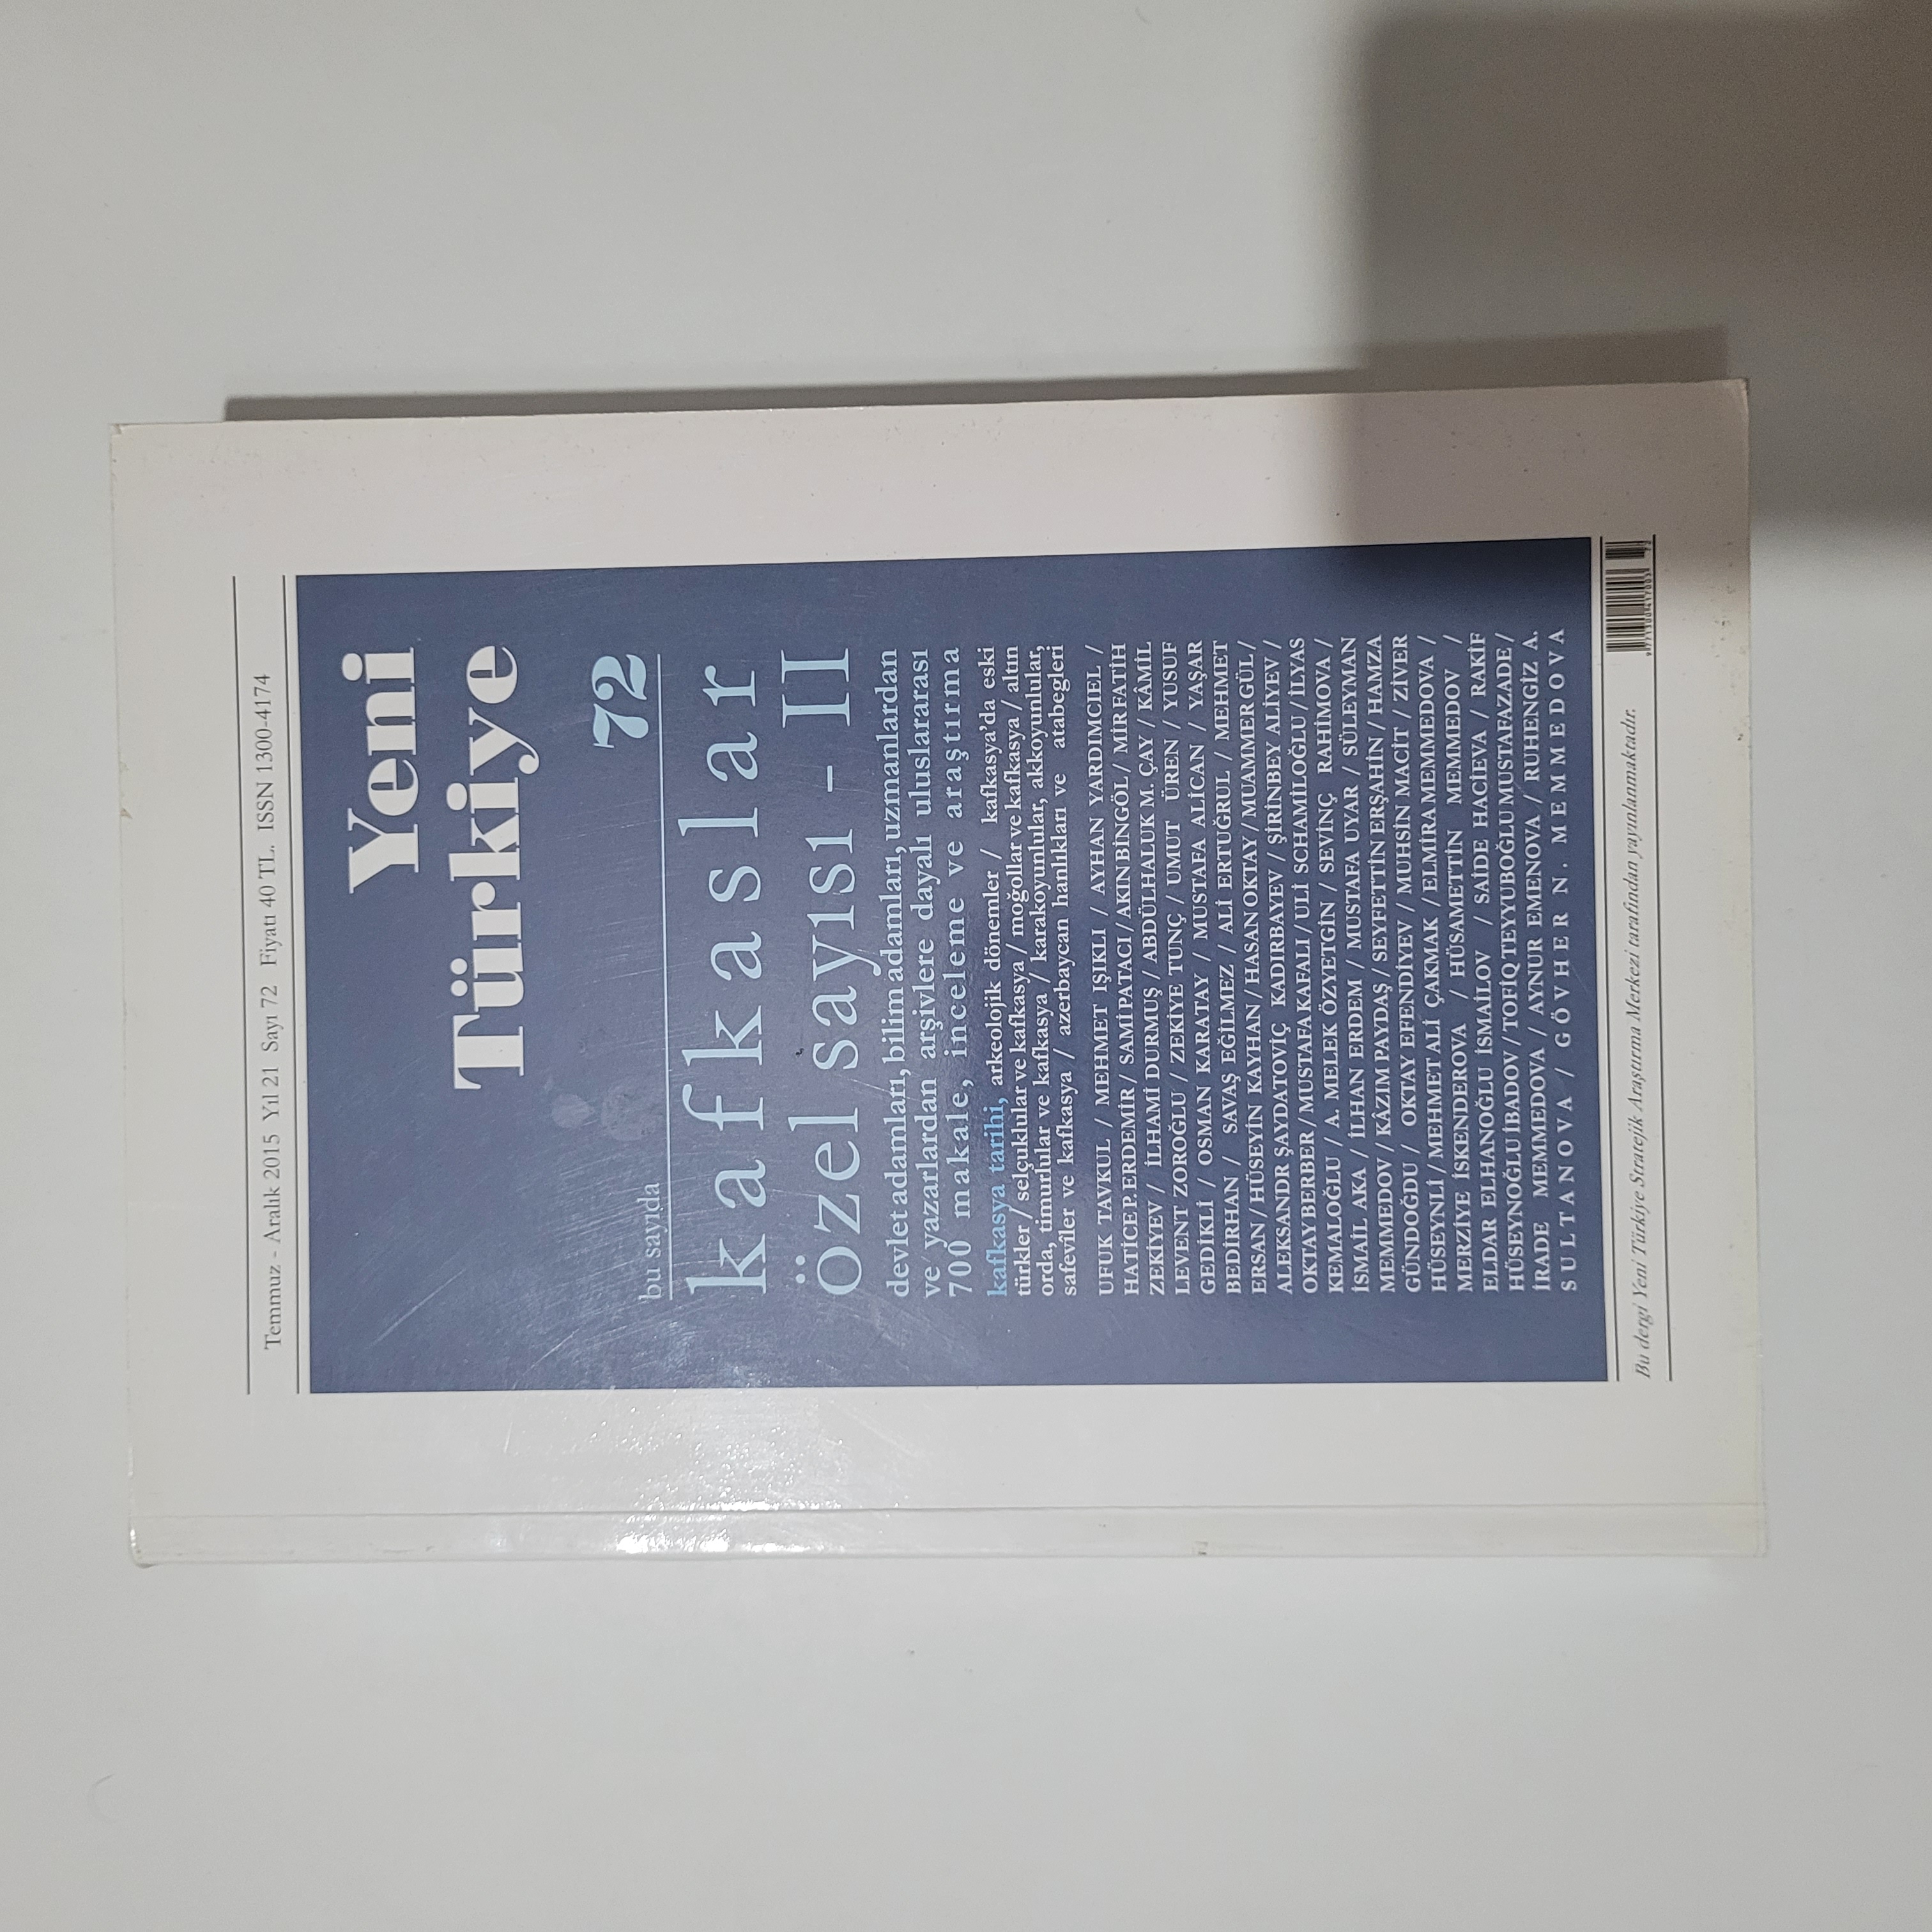 Temmuz - Aralık 2015 Yıl 21 Sayı 72 Fiyatı 40 TL. ISSN 1300-4174
Yeni
Türkiye
72
bu sayıda
kafkaslar
özel sayısı - II
devlet adamları, bilim adamları, uzmanlardan
ve yazarlardan arşivlere dayalı uluslararası
700 makale, inceleme ve araştırma
kafkasya tarihi, arkeolojik dönemler / kafkasya'da eski
türkler / selçuklular ve kafkasya / moğollar ve kafkasya / altın
orda, timurlular ve kafkasya / karakoyunlular, akkoyunlular,
safevîler ve kafkasya / azerbaycan hanlıkları ve atabegleri
UFUK TAVKUL / MEHMET IŞIKLI / AYHAN YARDIMCIEL /
HATİCE P. ERDEMİR / SAMİ PATACI / AKIN BİNGÖL / MİR FATİH
ZEKİYEV / İLHAMİ DURMUŞ / ABDÜLHALUK M. ÇAY / KÂMİL
LEVENT ZOROĞLU / ZEKİYE TUNÇ / UMUT ÜREN / YUSUF
GEDİKLİ / OSMAN KARATAY / MUSTAFA ALİCAN / YAŞAR
BEDİRHAN / SAVAŞ EĞİLMEZ / ALİ ERTUĞRUL / MEHMET
ERSAN / HÜSEYİN KAYHAN / HASAN OKTAY / MUAMMER GÜL /
ALEKSANDR ŞAYDATOVİÇ KADIRBAYEV / ŞİRİNBEY ALİYEV /
OKTAY BERBER / MUSTAFA KAFALI / ULİ SCHAMİLOĞLU / İLYAS
KEMALOĞLU / A. MELEK ÖZYETGİN / SEVİNÇ RAHİMOVA /
İSMAİL AKA / İLHAN ERDEM / MUSTAFA UYAR / SÜLEYMAN
MEMMEDOV / KÂZIM PAYDAŞ / SEYFETTİN ERŞAHİN / HAMZA
GÜNDOĞDU / OKTAY EFENDİYEV / MUHSİN MACİT / ZİVER
HÜSEYNLİ / MEHMET ALİ ÇAKMAK / ELMİRA MEMMEDOVA /
MERZİYE İSKENDEROVA / HÜSAMETTİN MEMMEDOV /
ELDAR ELHANOĞLU İSMAİLOV / SAİDE HACİEVA / RAKİF
HÜSEYNOĞLU İBADOV / TOFİQ TEYYUBOĞLU MUSTAFAZADE /
İRADE MEMMEDOVA / AYNUR EMENOVA / RUHENGİZ A.
SULTANOVA / GÖVHER N. MEMMEDOVA
Bu dergi Yeni Türkiye Stratejik Araştırma Merkezi tarafından yayınlanmaktadır.